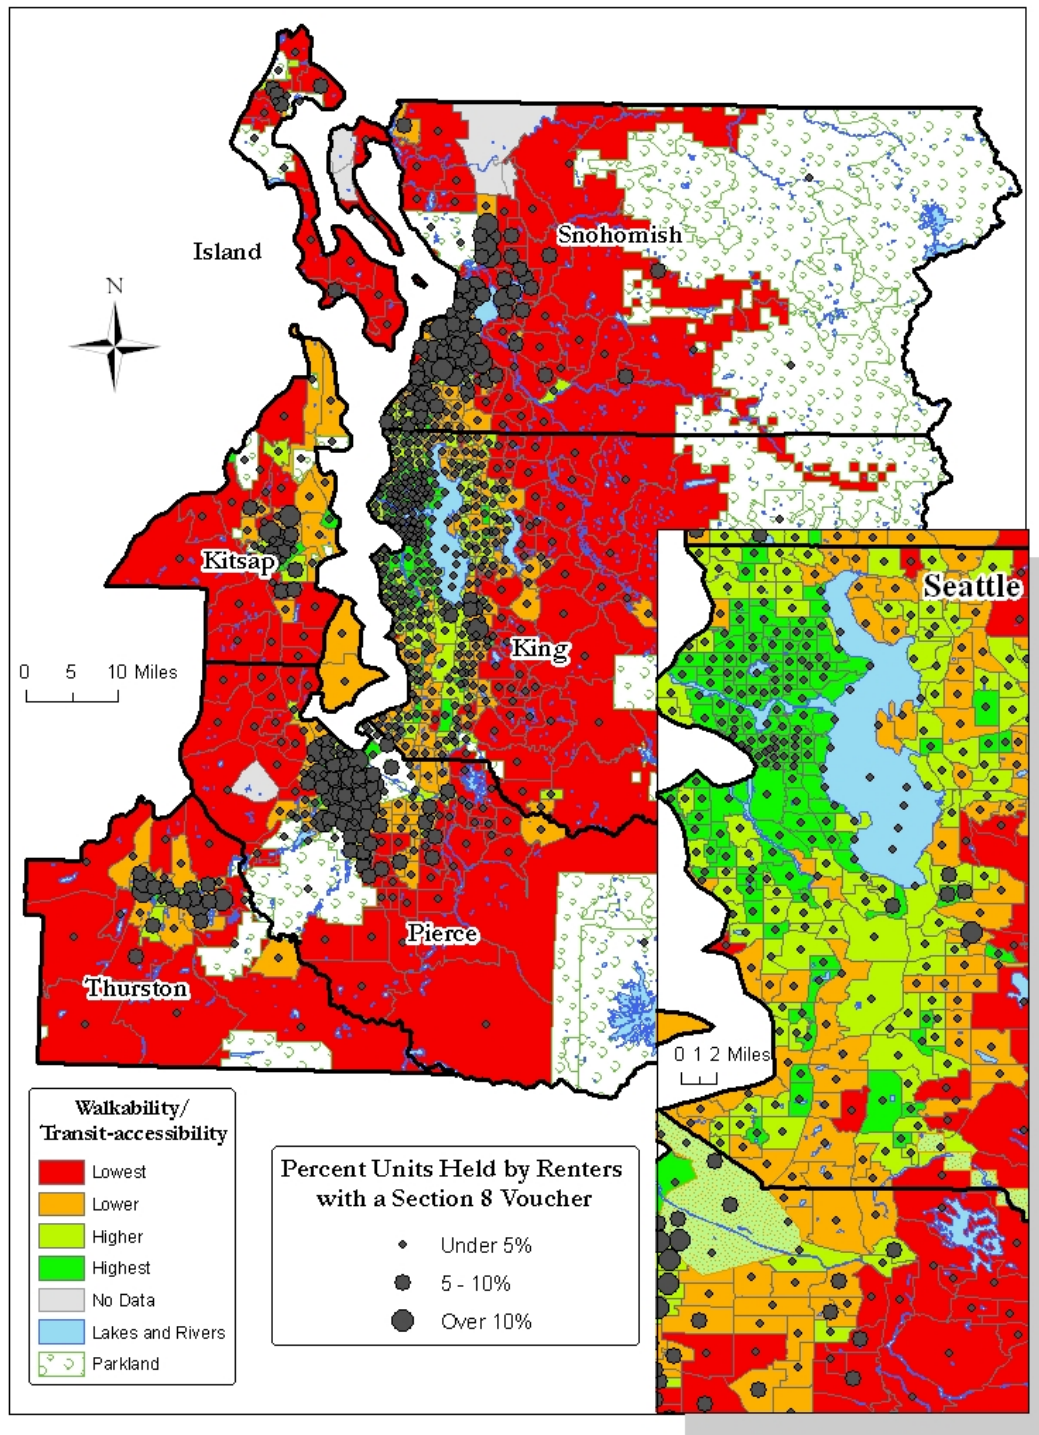 Island
Snohomish
N
Kitsap
0 5 10 Miles
King
Seattle
Pierce
Thurston
0 1 2 Miles
Walkability/
Transit-accessibility
Lowest
Lower
Higher
Highest
No Data
Lakes and Rivers
Parkland
Percent Units Held by Renters
with a Section 8 Voucher
Under 5%
5 - 10%
Over 10%